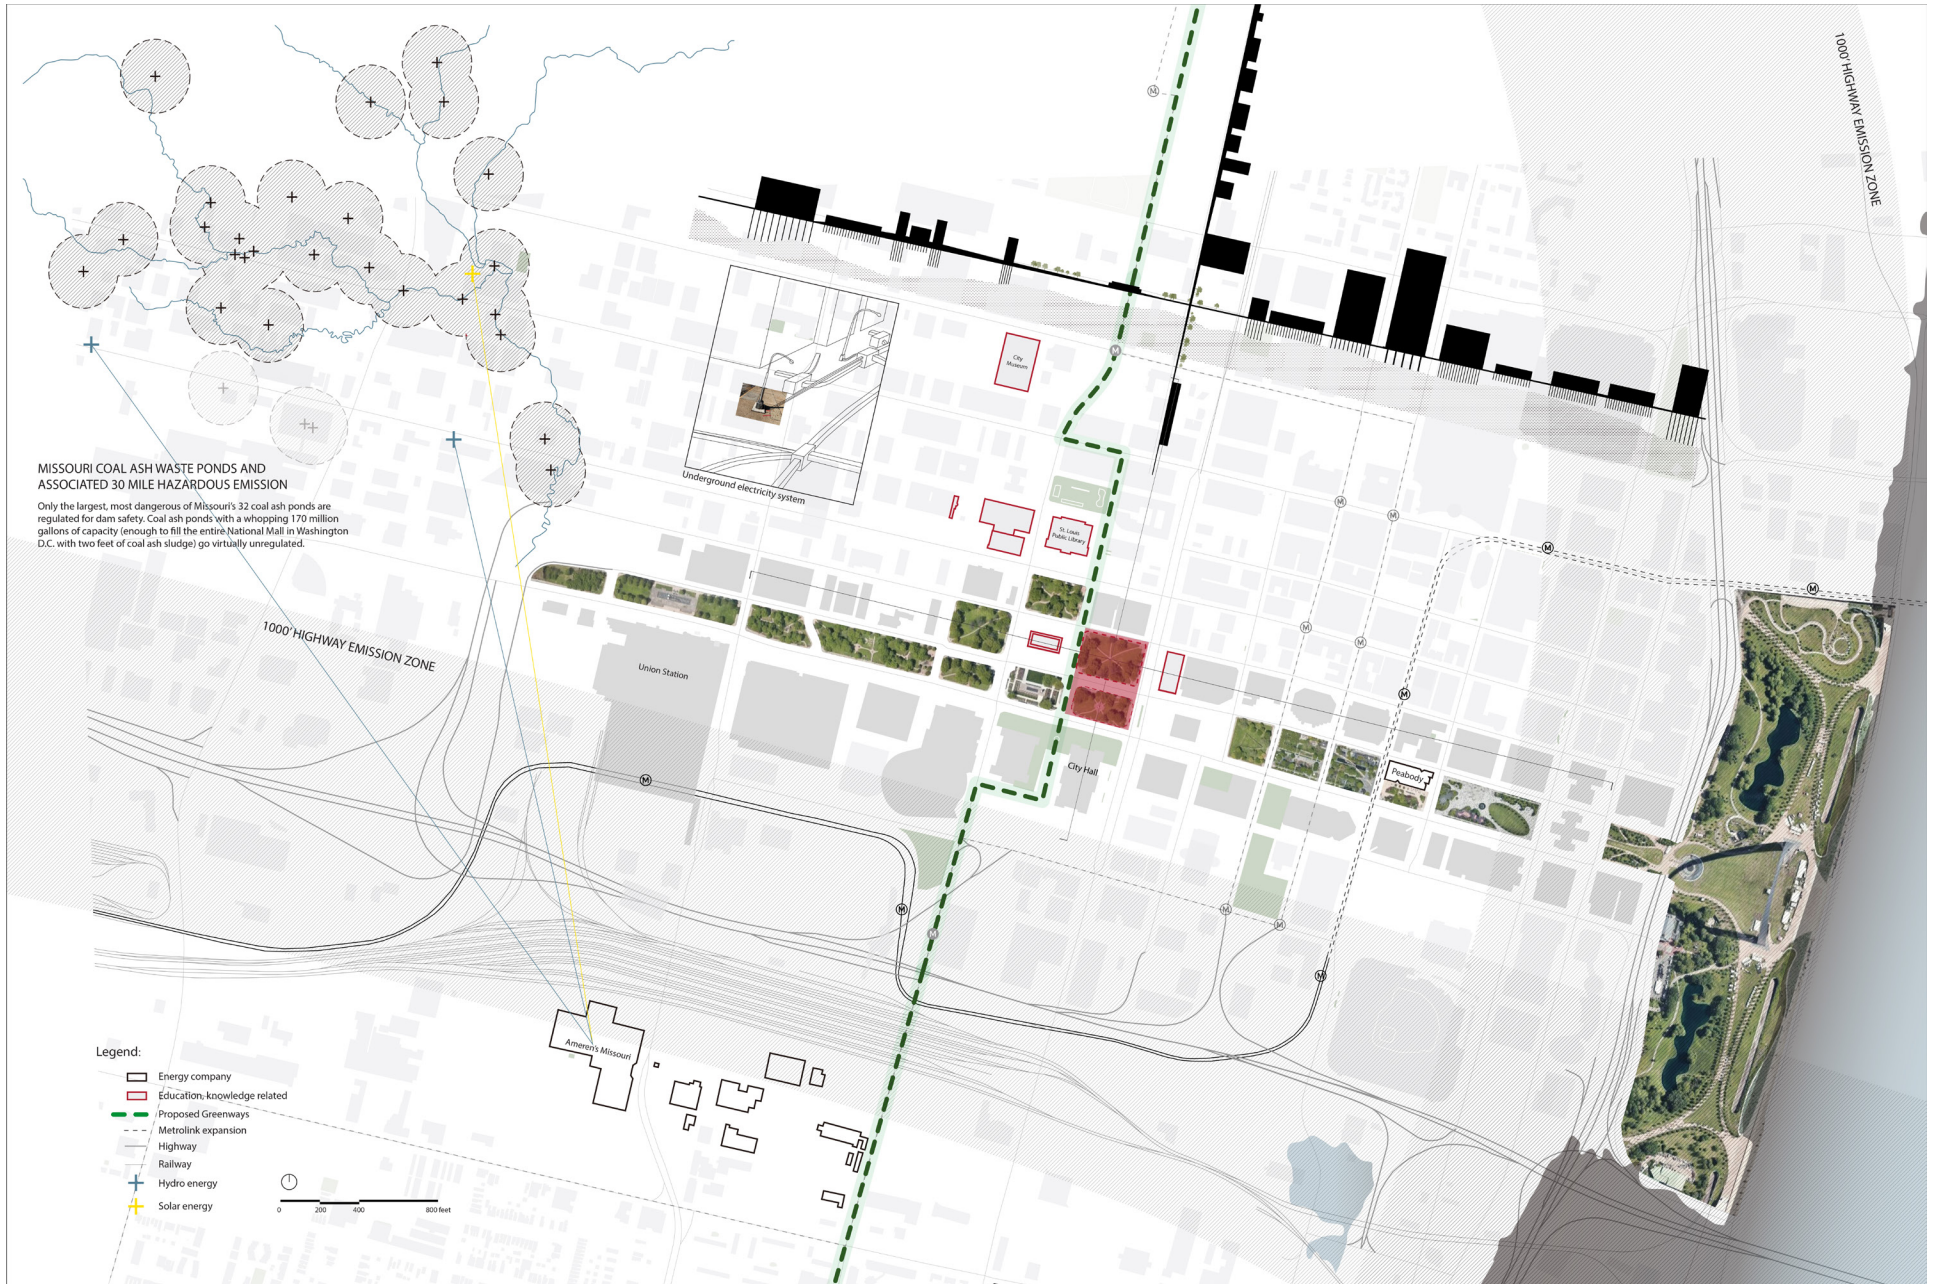 1000' HIGHWAY EMISSION ZONE
M
M
City
Museum
Underground electricity system
MISSOURI COAL ASH WASTE PONDS AND
ASSOCIATED 30 MILE HAZARDOUS EMISSION
Only the largest, most dangerous of Missouri's 32 coal ash ponds are
regulated for dam safety. Coal ash ponds with a whopping 170 million
gallons of capacity (enough to fill the entire National Mall in Washington
D.C. with two feet of coal ash sludge) go virtually unregulated.
M
M
St. Louis
Public Library
M
M
M
M
1000' HIGHWAY EMISSION ZONE
Union Station
M
City Hall
Peabody
M
M
M
M
M
M
Ameren's Missouri
Legend:
Energy company
Education, knowledge related
Proposed Greenways
Metrolink expansion
Highway
Railway
Hydro energy
Solar energy
0 200 400 800 feet